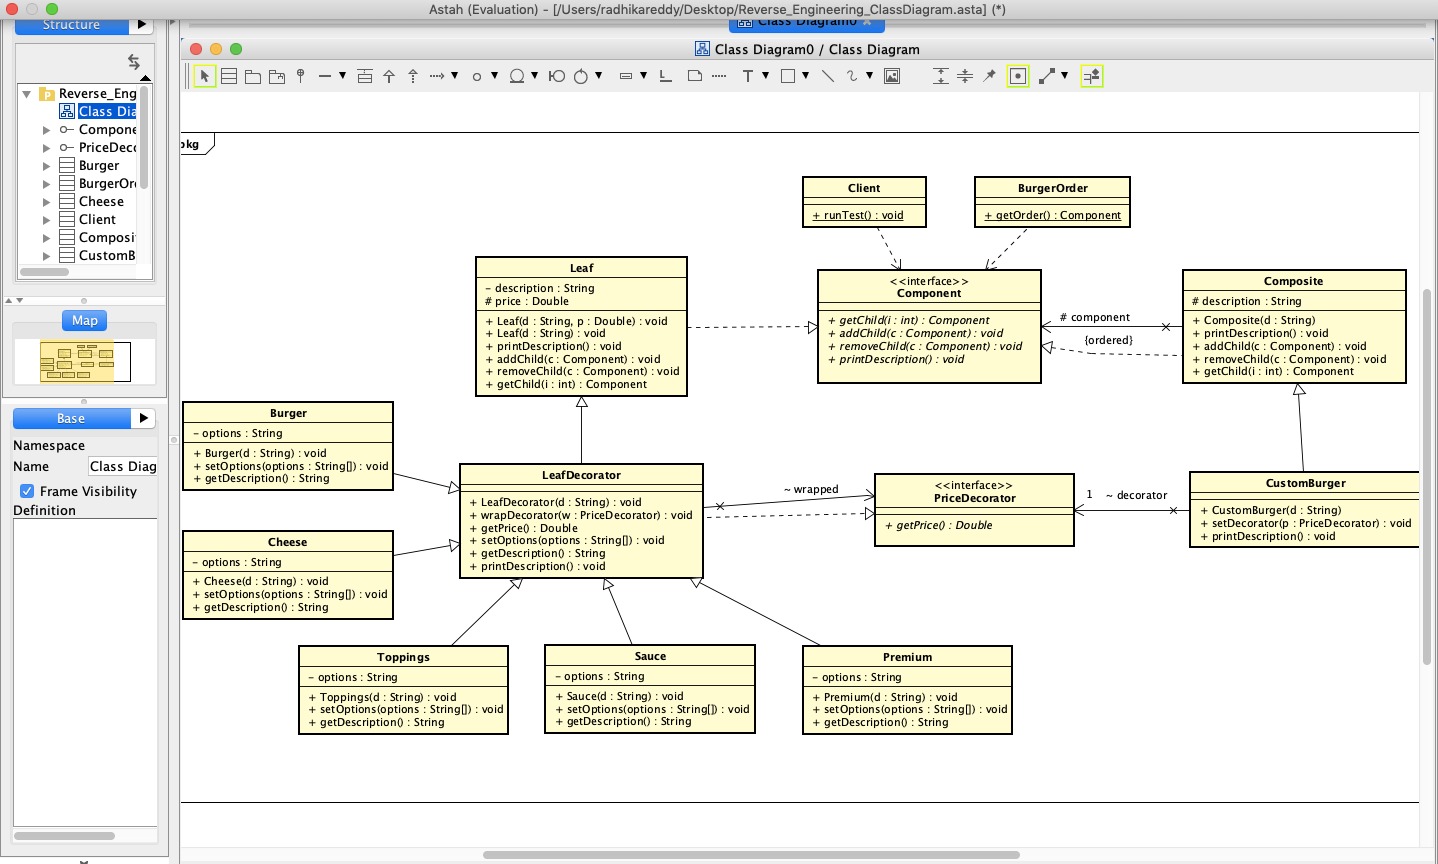 Astah (Evaluation) - [/Users/radhikareddy/Desktop/Reverse_Engineering_ClassDiagram.asta] (*)
Structure
Class Diagram0
Class Diagram0 / Class Diagram
T
Reverse_Eng
Class Dia
Compone
PriceDeco
Burger
BurgerOr
Cheese
Client
Composi
CustomB
Map
Base
Namespace
Name Class Diag
Frame Visibility
Definition
pkg
Client
+ runTest() : void
BurgerOrder
+ getOrder() : Component
Leaf
- description : String
# price : Double
+ Leaf(d : String, p : Double) : void
+ Leaf(d : String) : void
+ printDescription() : void
+ addChild(c : Component) : void
+ removeChild(c : Component) : void
+ getChild(i : int) : Component
<<interface>>
Component
+ getChild(i : int) : Component
+ addChild(c : Component) : void
+ removeChild(c : Component) : void
+ printDescription() : void
# component
{ordered}
Composite
# description : String
+ Composite(d : String)
+ printDescription() : void
+ addChild(c : Component) : void
+ removeChild(c : Component) : void
+ getChild(i : int) : Component
Burger
- options : String
+ Burger(d : String) : void
+ setOptions(options : String[]) : void
+ getDescription() : String
LeafDecorator
+ LeafDecorator(d : String) : void
+ wrapDecorator(w : PriceDecorator) : void
+ getPrice() : Double
+ setOptions(options : String[]) : void
+ getDescription() : String
+ printDescription() : void
~ wrapped
<<interface>>
PriceDecorator
+ getPrice() : Double
1 ~ decorator
CustomBurger
+ CustomBurger(d : String)
+ setDecorator(p : PriceDecorator) : void
+ printDescription() : void
Cheese
- options : String
+ Cheese(d : String) : void
+ setOptions(options : String[]) : void
+ getDescription() : String
Toppings
- options : String
+ Toppings(d : String) : void
+ setOptions(options : String[]) : void
+ getDescription() : String
Sauce
- options : String
+ Sauce(d : String) : void
+ setOptions(options : String[]) : void
+ getDescription() : String
Premium
- options : String
+ Premium(d : String) : void
+ setOptions(options : String[]) : void
+ getDescription() : String